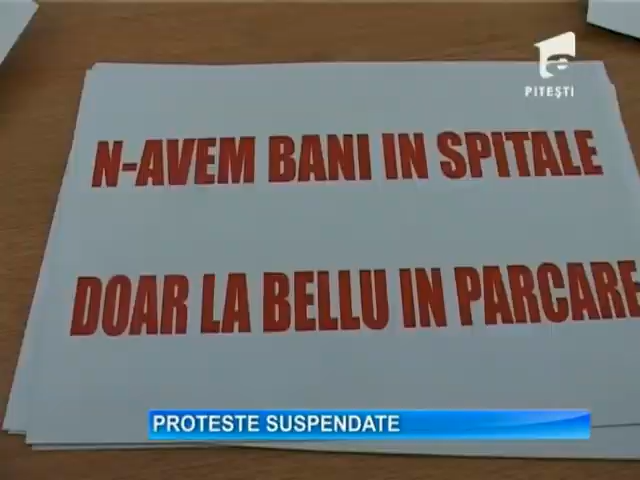 PITEȘTI
N-AVEM BANI IN SPITALE
DOAR LA BELLU IN PARCARE
PROTESTE SUSPENDATE